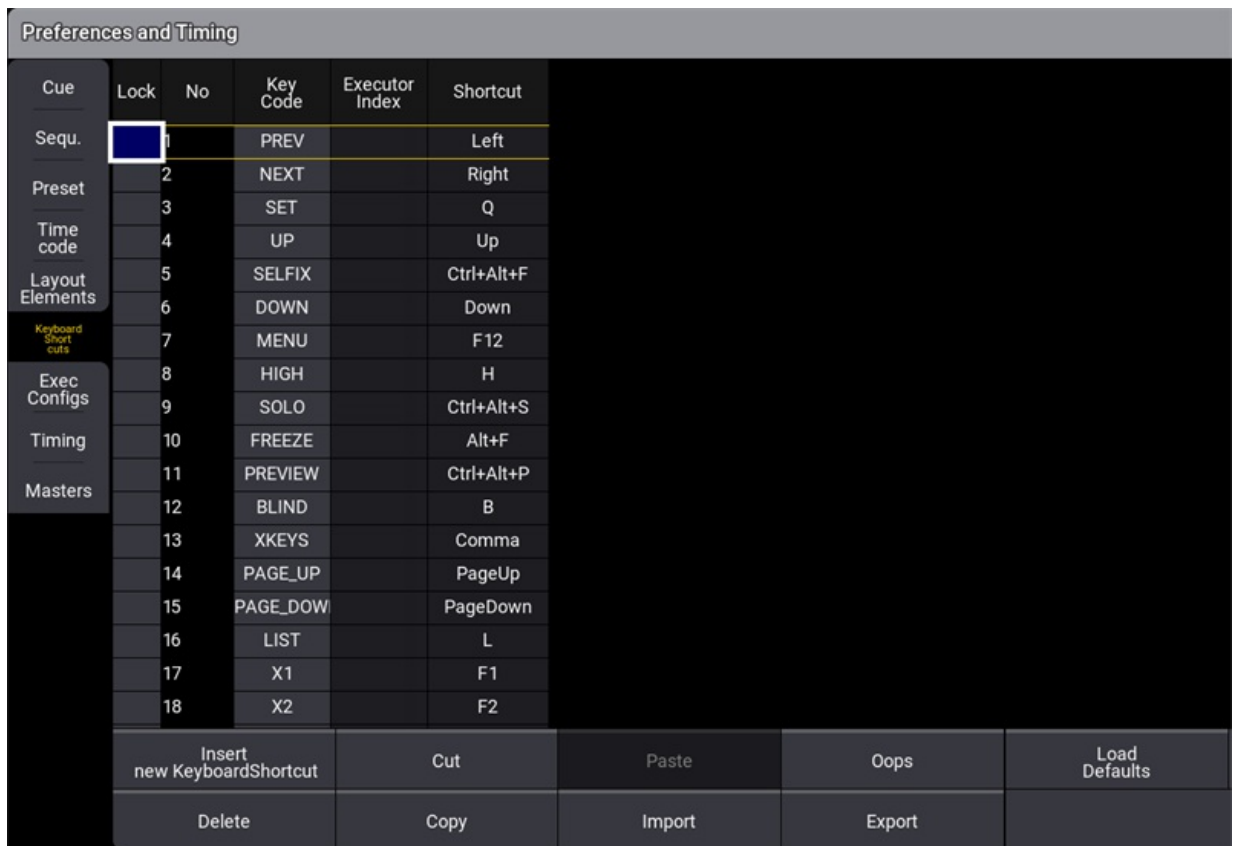 Preferences and Timing
Cue
Sequ.
Preset
Time
code
Layout
Elements
Keyboard
Short
cuts
Exec
Configs
Timing
Masters
Lock No Key Code Executor Index Shortcut
1 PREV Left
2 NEXT Right
3 SET Q
4 UP Up
5 SELFIX Ctrl+Alt+F
6 DOWN Down
7 MENU F12
8 HIGH H
9 SOLO Ctrl+Alt+S
10 FREEZE Alt+F
11 PREVIEW Ctrl+Alt+P
12 BLIND B
13 XKEYS Comma
14 PAGE_UP PageUp
15 PAGE_DOW PageDown
16 LIST L
17 X1 F1
18 X2 F2
Insert
new KeyboardShortcut
Cut
Paste
Oops
Load
Defaults
Delete
Copy
Import
Export